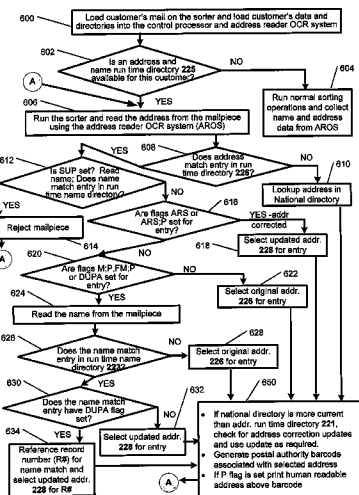 600
Load customer's mail on the sorter and load customer's data and
directories into the control processor and address reader OCR system
602
Is an address and
name run time directory 225
available for this customer?
NO
604
Run normal sorting
operations and collect
name and address
data from AROS
A
YES
606
Run the sorter and read the address from the mailpiece
using the address reader OCR system (AROS)
YES
608
Does address
match entry in run
time directory 226?
NO
610
Lookup address in
National directory
612
Is SUP set? Read
name; Does name
match entry in run
time name directory?
YES
NO
Reject mailpiece
614
A
616
Are flags ARS or
ARS;P set for
entry?
YES -addr
corrected
618
Select updated addr.
228 for entry
NO
620
Are flags M;P,FM;P
or DUPA set for
entry?
NO
622
Select original addr.
226 for entry
YES
624
Read the name from the mailpiece
626
Does the name match
entry in run time name
directory 223?
NO
628
Select original addr.
226 for entry
YES
630
Does the name match
entry have DUPA flag
set?
NO
632
Select updated addr.
228 for entry
YES
634
Reference record
number (R#) for
name match and
select updated addr.
228 for R#
650
• If national directory is more current
than addr. run time directory 221,
check for address correction updates
and use update as required.
• Generate postal authority barcode
associated with selected address
• If P flag is set print human readable
address above barcode
A